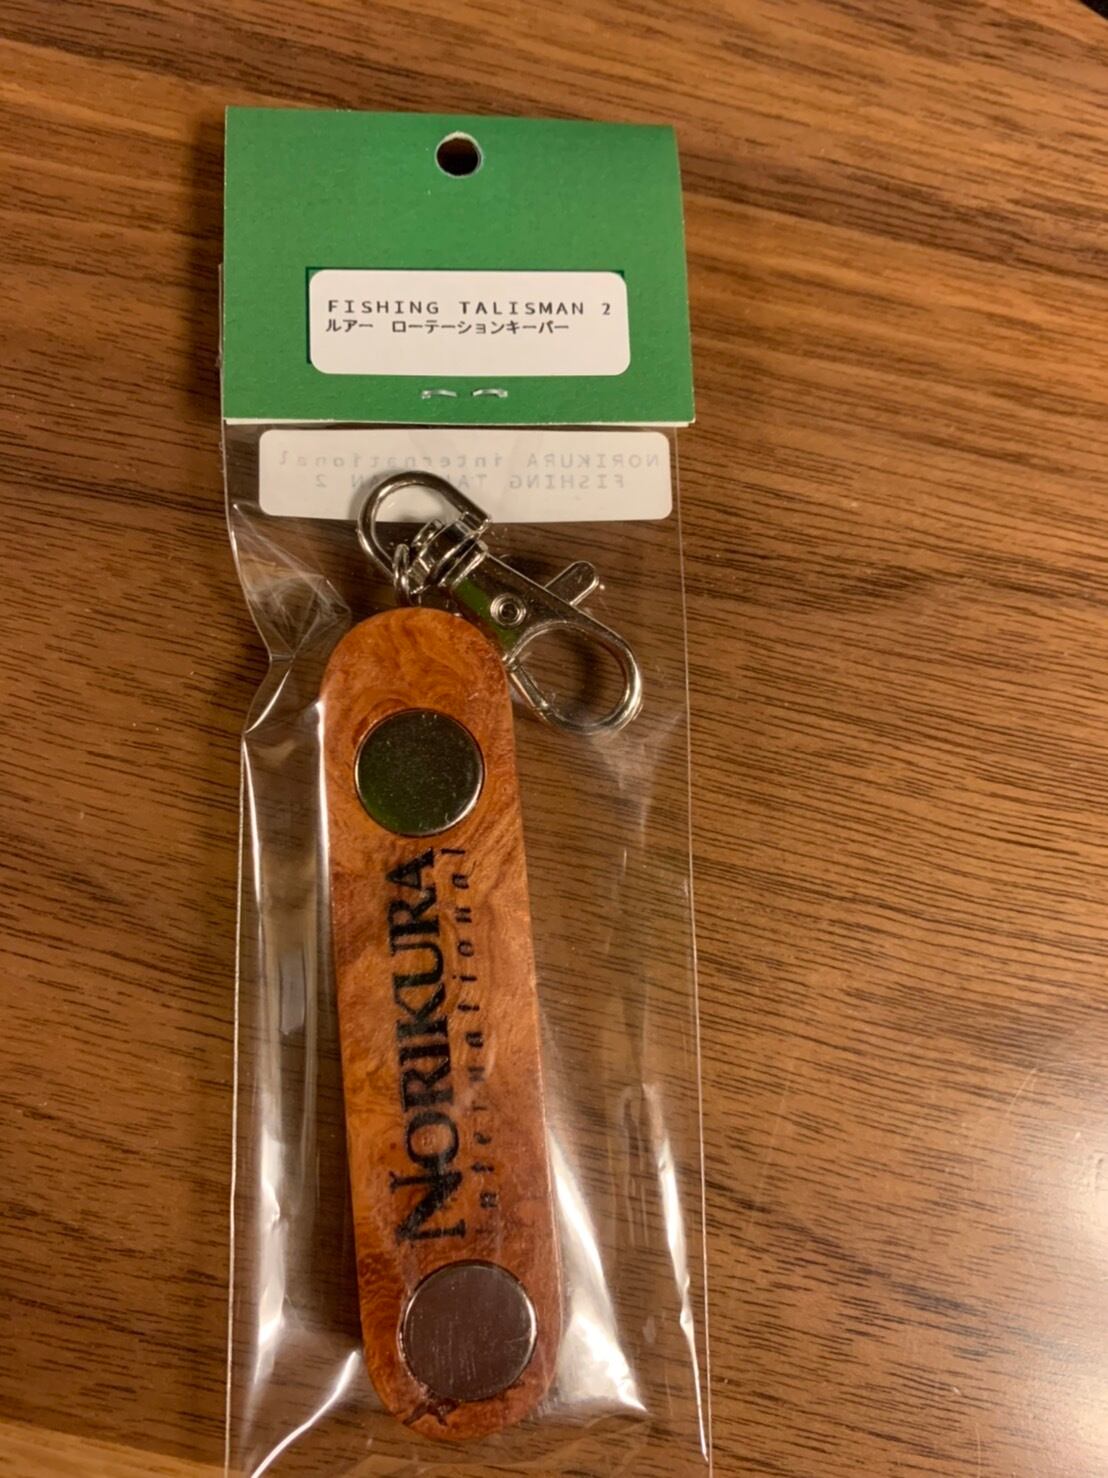 FISHING TALISMAN 2
ルアー　ローテーションキーパー
NORIKURA international
FISHING TALISMAN 2
NORIKURA
international